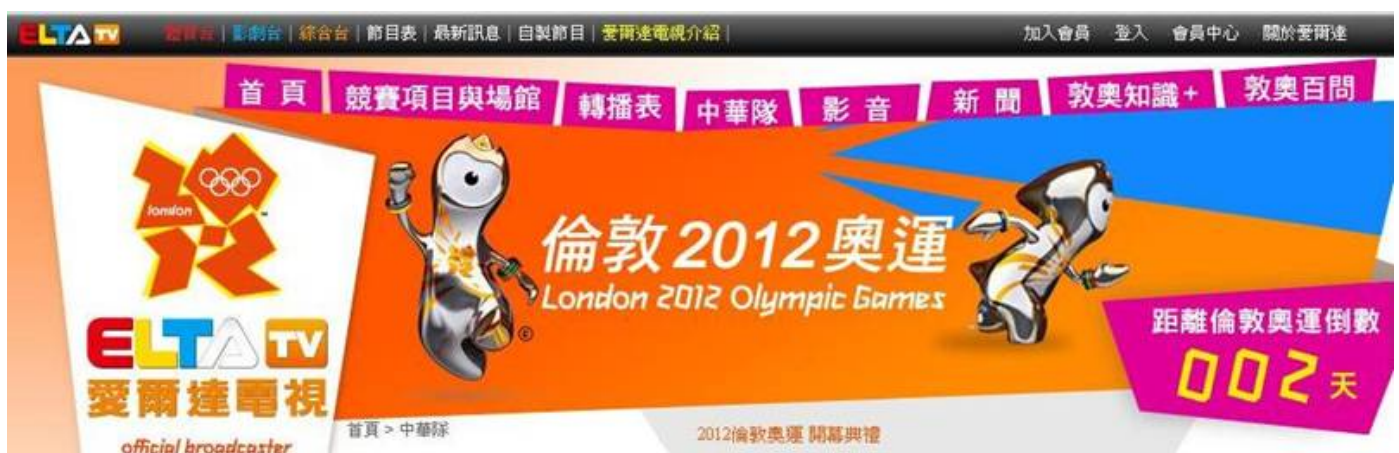 ELTA TV 體育台 | 影劇台 | 綜合台 | 節目表 | 最新訊息 | 自製節目 | 愛爾達電視介紹 | 加入會員 登入 會員中心 關於愛爾達
首頁 競賽項目與場館 轉播表 中華隊 影音 新聞 敦奧知識+ 敦奧百問
london
倫敦2012奧運
London 2012 Olympic Games
©
距離倫敦奧運倒數
002天
ELTA TV
愛爾達電視
official broadcaster
首頁 > 中華隊
2012倫敦奧運 開幕典禮